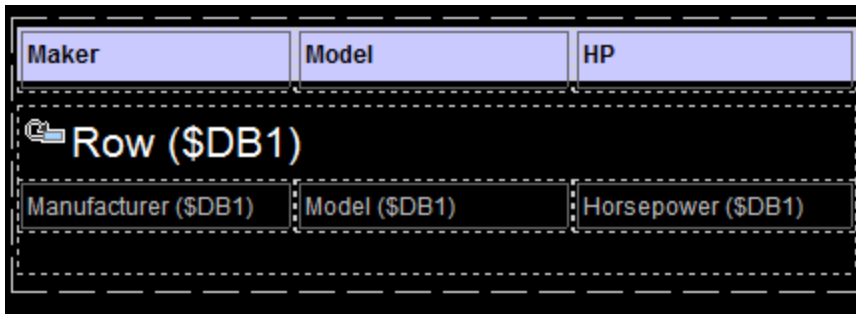 Maker Model HP
Row ($DB1)
Manufacturer ($DB1) Model ($DB1) Horsepower ($DB1)